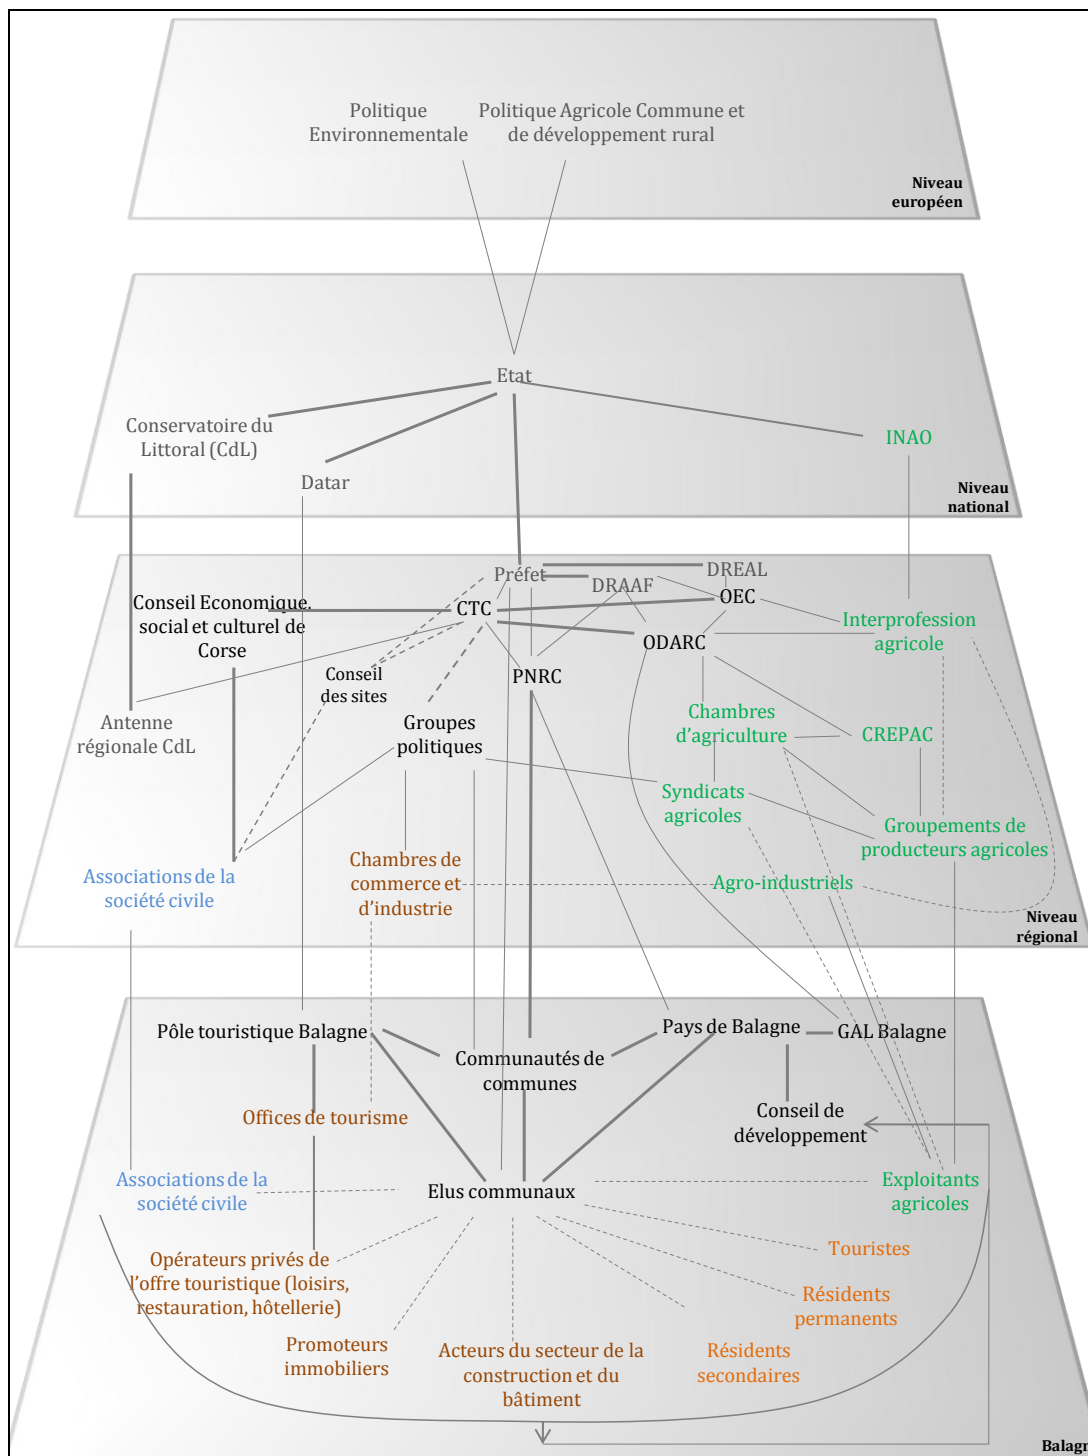 Politique
Environnementale
Politique Agricole Commune et
de développement rural
Niveau
européen
Etat
Conservatoire du
Littoral (CdL)
INAO
Datar
Niveau
national
Préfet
DREAL
DRAAF
OEC
Conseil Economique,
social et culturel de
Corse
CTC
Interprofession
agricole
ODARC
Conseil
des sites
PNRC
Antenne
régionale CdL
Groupes
politiques
Chambres
d’agriculture
CREPAC
Syndicats
agricoles
Groupements de
producteurs agricoles
Associations de la
société civile
Chambres de
commerce et
d’industrie
Agro-industriels
Niveau
régional
Pôle touristique Balagne
Pays de Balagne
GAL Balagne
Communautés de
communes
Offices de tourisme
Conseil de
développement
Associations de la
société civile
Elus communaux
Exploitants
agricoles
Opérateurs privés de
l’offre touristique (loisirs,
restauration, hôtellerie)
Touristes
Résidents
permanents
Promoteurs
immobiliers
Acteurs du secteur de la
construction et du
bâtiment
Résidents
secondaires
Balagn